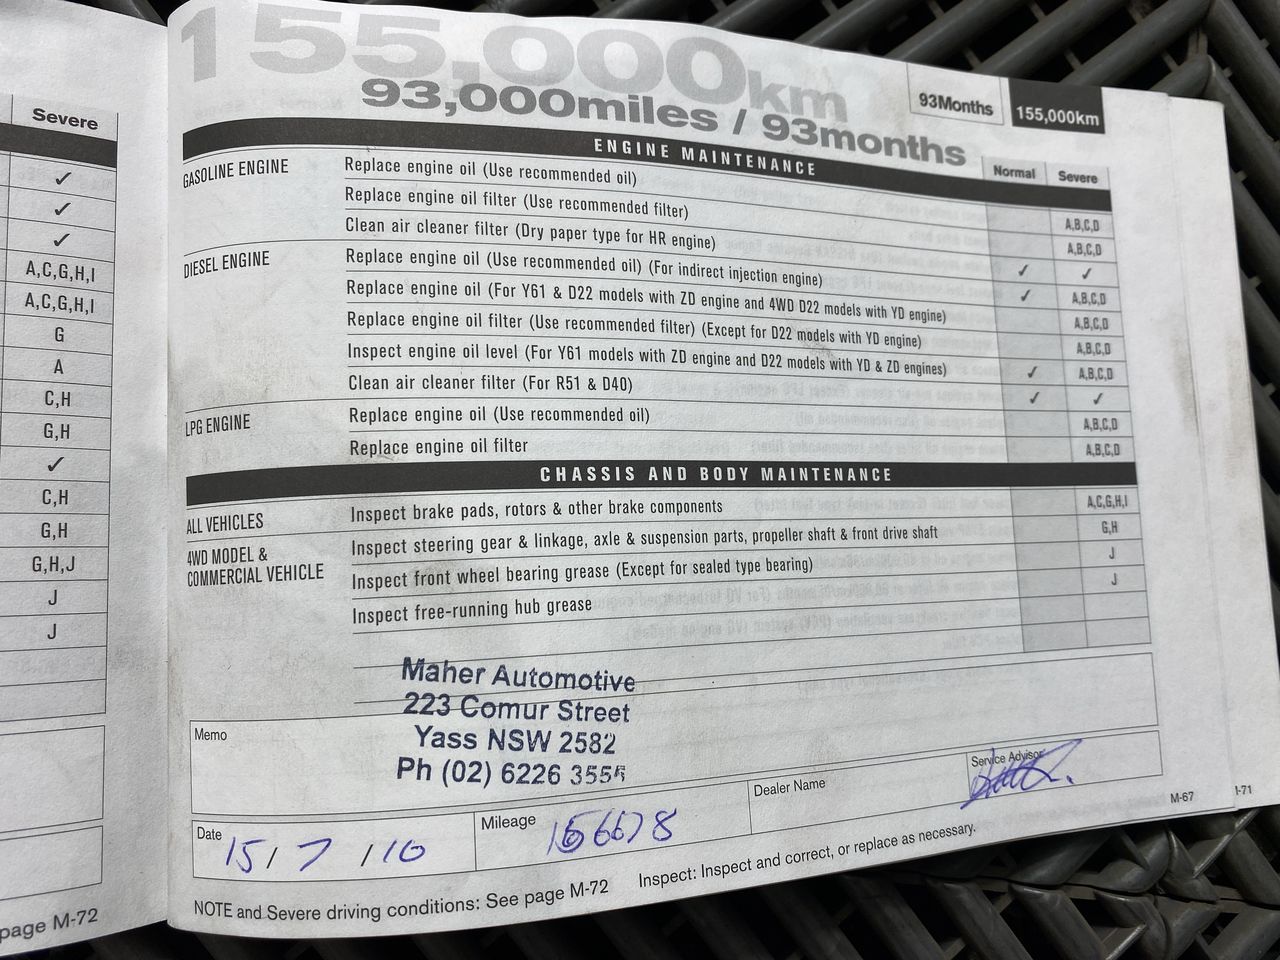 Severe
✓
✓
✓
A,C,G,H,I
A,C,G,H,I
G
A
C,H
G,H
✓
C,H
G,H
G,H,J
J
J
page M-72
155,000km
93,000miles / 93months
93Months 155,000km
ENGINE MAINTENANCE
Normal Severe
GASOLINE ENGINE Replace engine oil (Use recommended oil) A,B,C,D
Replace engine oil filter (Use recommended filter) A,B,C,D
Clean air cleaner filter (Dry paper type for HR engine) ✓ ✓
DIESEL ENGINE Replace engine oil (Use recommended oil) (For indirect injection engine) ✓ A,B,C,D
Replace engine oil (For Y61 & D22 models with ZD engine and 4WD D22 models with YD engine) A,B,C,D
Replace engine oil filter (Use recommended filter) (Except for D22 models with YD engine) A,B,C,D
Inspect engine oil level (For Y61 models with ZD engine and D22 models with YD & ZD engines) ✓ A,B,C,D
Clean air cleaner filter (For R51 & D40) ✓ ✓
LPG ENGINE Replace engine oil (Use recommended oil) A,B,C,D
Replace engine oil filter A,B,C,D
CHASSIS AND BODY MAINTENANCE
ALL VEHICLES Inspect brake pads, rotors & other brake components A,C,G,H,I
4WD MODEL & COMMERCIAL VEHICLE Inspect steering gear & linkage, axle & suspension parts, propeller shaft & front drive shaft G,H
Inspect front wheel bearing grease (Except for sealed type bearing) J
Inspect free-running hub grease J
Maher Automotive
223 Comur Street
Yass NSW 2582
Ph (02) 6226 3555
Memo
Date 15/7/10 Mileage Dealer Name Service Advisor
NOTE and Severe driving conditions: See page M-72 Inspect: Inspect and correct, or replace as necessary.
M-67
I-71